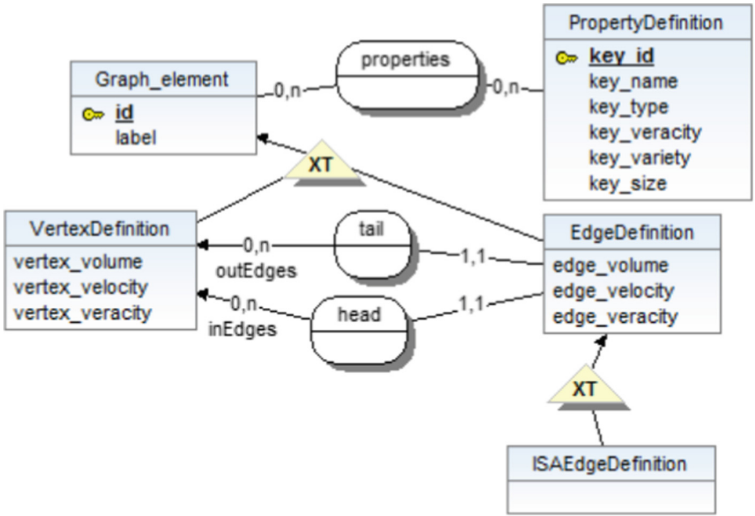 PropertyDefinition
key_id
key_name
key_type
key_veracity
key_variety
key_size
properties
0,n
0,n
Graph_element
id
label
XT
VertexDefinition
vertex_volume
vertex_velocity
vertex_veracity
0,n
outEdges
tail
1,1
0,n
inEdges
head
1,1
EdgeDefinition
edge_volume
edge_velocity
edge_veracity
XT
ISAEdgeDefinition